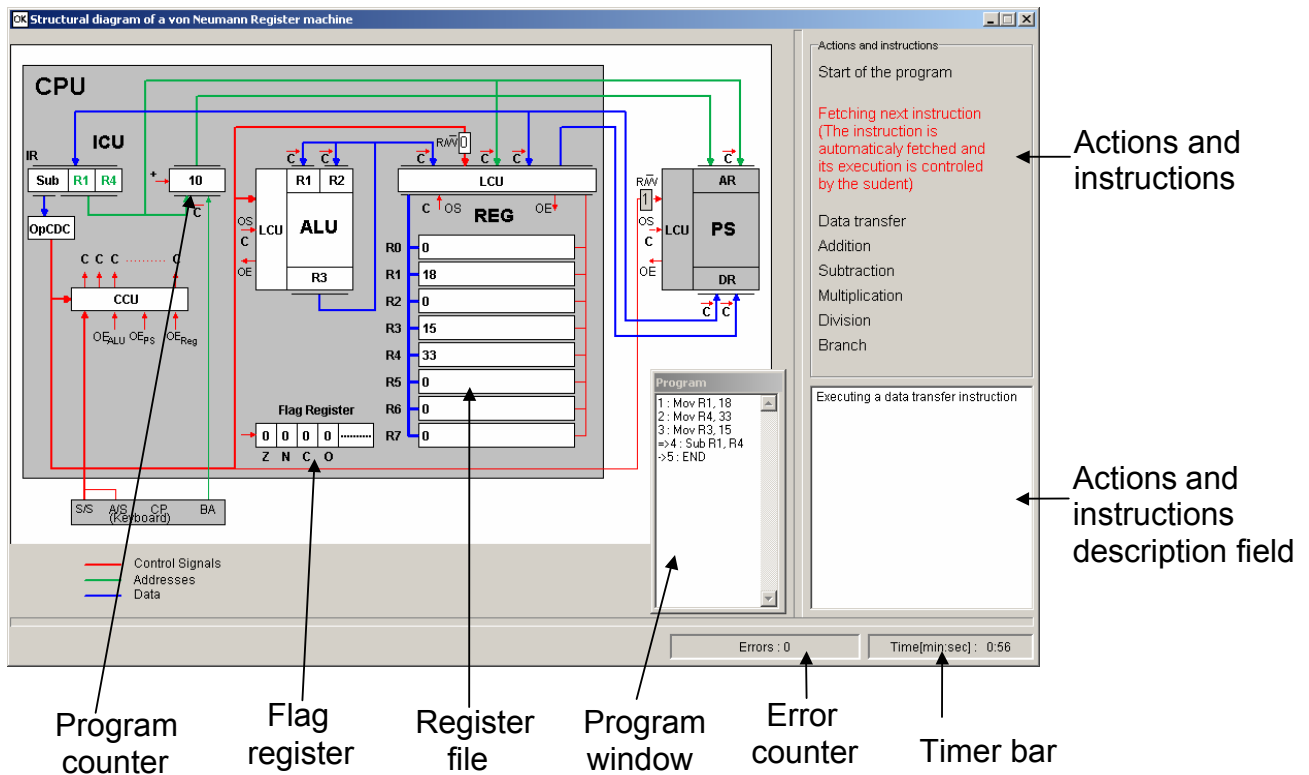 OK Structural diagram of a von Neumann Register machine
CPU
ICU
IR
Sub R1 R4
+
10
C
OpCDC
C C C .......... C
CCU
OEALU OEPS OEReg
S/S A/S CP BA
(Keyboard)
C C
R1 R2
LCU
ALU
R3
OS
C
OE
R/W 0
C C C
LCU
C OS OE
REG
R0 0
R1 18
R2 0
R3 15
R4 33
R5 0
R6 0
R7 0
Flag Register
0 0 0 0 ..........
Z N C O
C C
R/W
1
AR
OS
C
OE
LCU
PS
DR
C C
Control Signals
Addresses
Data
Program
1 : Mov R1, 18
2 : Mov R4, 33
3 : Mov R3, 15
=>4 : Sub R1, R4
->5 : END
Actions and instructions
Start of the program
Fetching next instruction
(The instruction is
automaticaly fetched and
its execution is controled
by the sudent)
Data transfer
Addition
Subtraction
Multiplication
Division
Branch
Executing a data transfer instruction
Errors : 0
Time[min:sec] : 0:56
Actions and
instructions
Actions and
instructions
description field
Program
counter
Flag
register
Register
file
Program
window
Error
counter
Timer bar